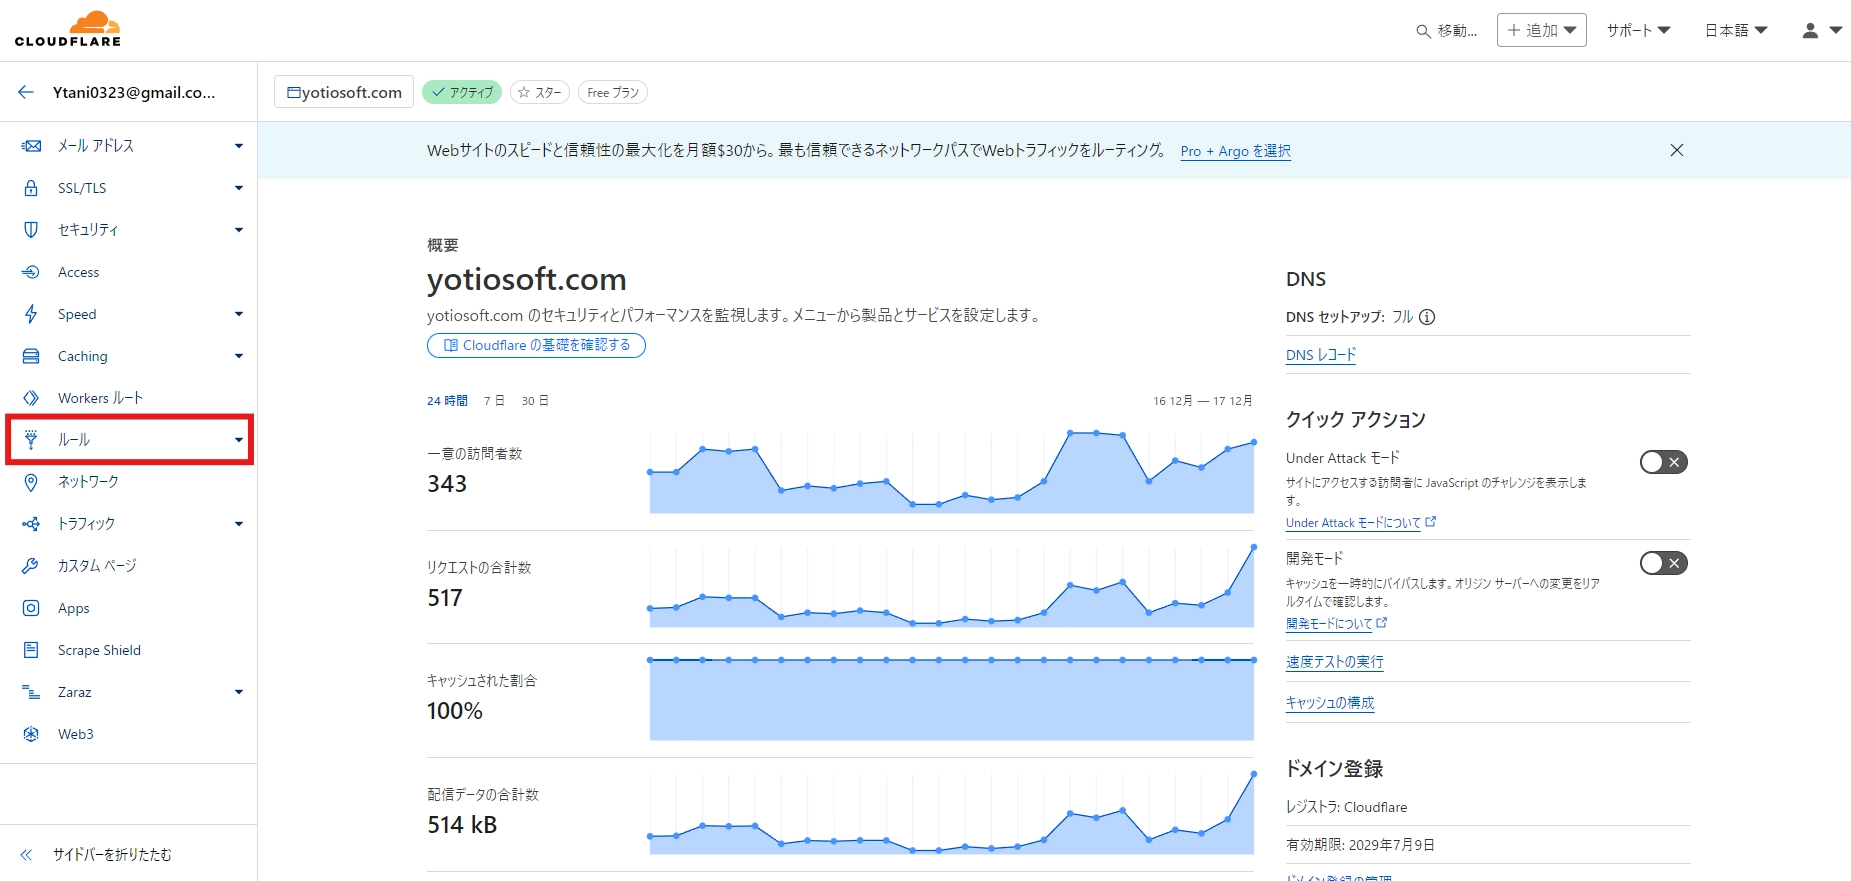 CLOUDFLARE
移動...
追加
サポート
日本語
Ytani0323@gmail.co...
yotiosoft.com
アクティブ
スター
Free プラン
メール アドレス
SSL/TLS
セキュリティ
Access
Speed
Caching
Workers ルート
ルール
ネットワーク
トラフィック
カスタム ページ
Apps
Scrape Shield
Zaraz
Web3
サイドバーを折りたたむ
Webサイトのスピードと信頼性の最大化を月額$30から。最も信頼できるネットワークパスでWebトラフィックをルーティング。 Pro + Argo を選択
概要
yotiosoft.com
yotiosoft.com のセキュリティとパフォーマンスを監視します。メニューから製品とサービスを設定します。
Cloudflare の基礎を確認する
24 時間 7 日 30 日
16 12月 — 17 12月
一意の訪問者数
343
リクエストの合計数
517
キャッシュされた割合
100%
配信データの合計数
514 kB
DNS
DNS セットアップ: フル
DNS レコード
クイック アクション
Under Attack モード
サイトにアクセスする訪問者に JavaScript のチャレンジを表示しま
す。
Under Attack モードについて
開発モード
キャッシュを一時的にバイパスします。オリジン サーバーへの変更をリア
ルタイムで確認します。
開発モードについて
速度テストの実行
キャッシュの構成
ドメイン登録
レジストラ: Cloudflare
有効期限: 2029年7月9日
ドメイン登録の管理